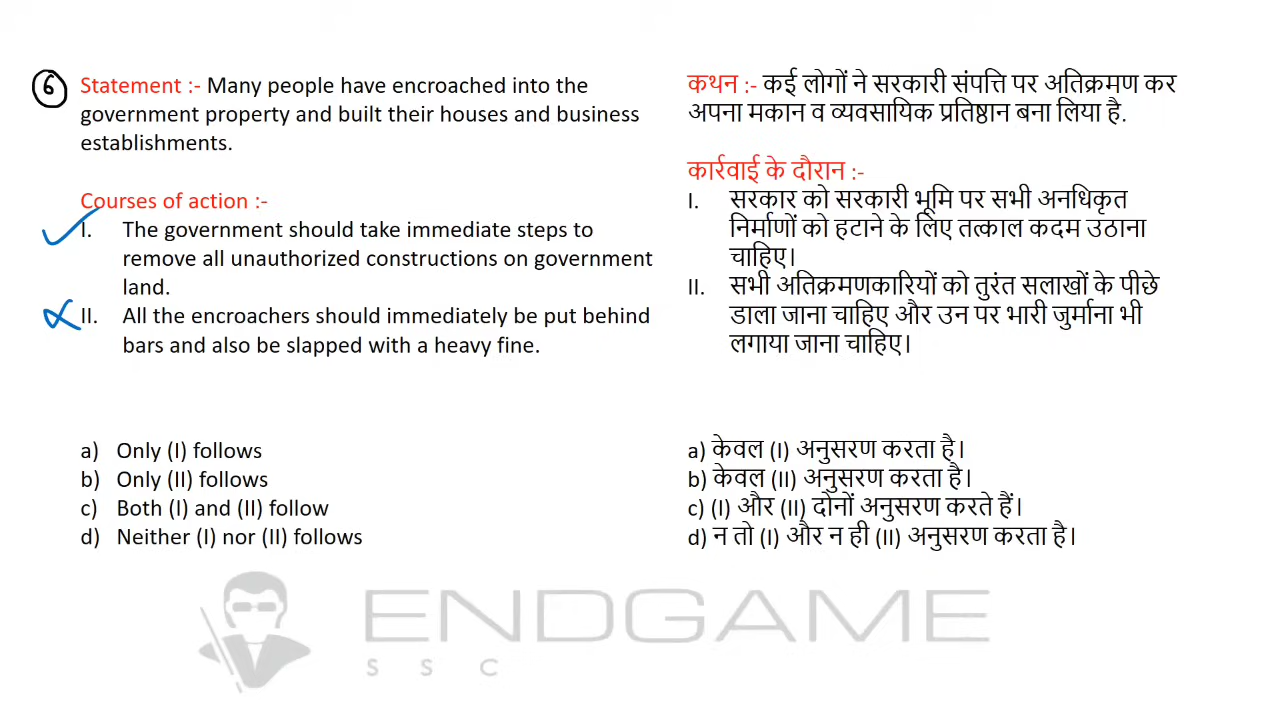 6
Statement :- Many people have encroached into the
government property and built their houses and business
establishments.
Courses of action :-
I. The government should take immediate steps to
remove all unauthorized constructions on government
land.
II. All the encroachers should immediately be put behind
bars and also be slapped with a heavy fine.
a) Only (I) follows
b) Only (II) follows
c) Both (I) and (II) follow
d) Neither (I) nor (II) follows
कथन :- कई लोगों ने सरकारी संपत्ति पर अतिक्रमण कर
अपना मकान व व्यवसायिक प्रतिष्ठान बना लिया है.
कार्रवाई के दौरान :-
I. सरकार को सरकारी भूमि पर सभी अनधिकृत
निर्माणों को हटाने के लिए तत्काल कदम उठाना
चाहिए।
II. सभी अतिक्रमणकारियों को तुरंत सलाखों के पीछे
डाला जाना चाहिए और उन पर भारी जुर्माना भी
लगाया जाना चाहिए।
a) केवल (I) अनुसरण करता है।
b) केवल (II) अनुसरण करता है।
c) (I) और (II) दोनों अनुसरण करते हैं।
d) न तो (I) और न ही (II) अनुसरण करता है।
ENDGAME
SSC